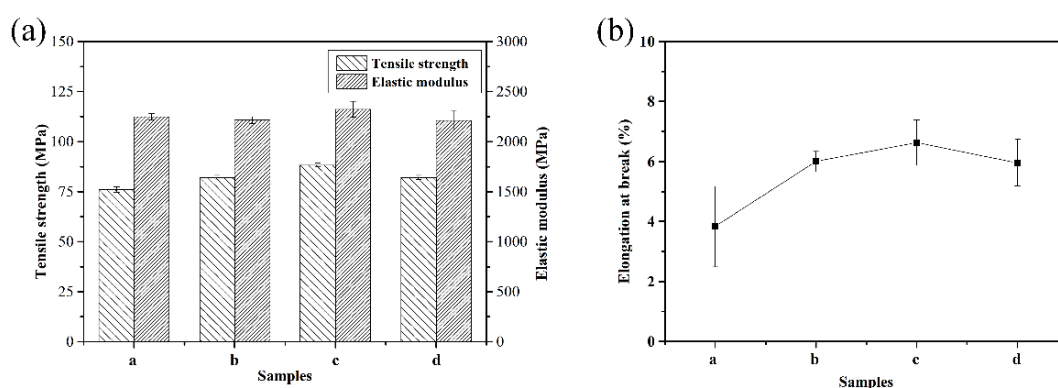 (a)
Tensile strength (MPa)
150
125
100
75
50
25
0
Tensile strength
Elastic modulus
3000
2500
2000
1500
1000
500
0
Elastic modulus (MPa)
a b c d
Samples
(b)
Elongation at break (%)
10
8
6
4
2
0
a b c d
Samples